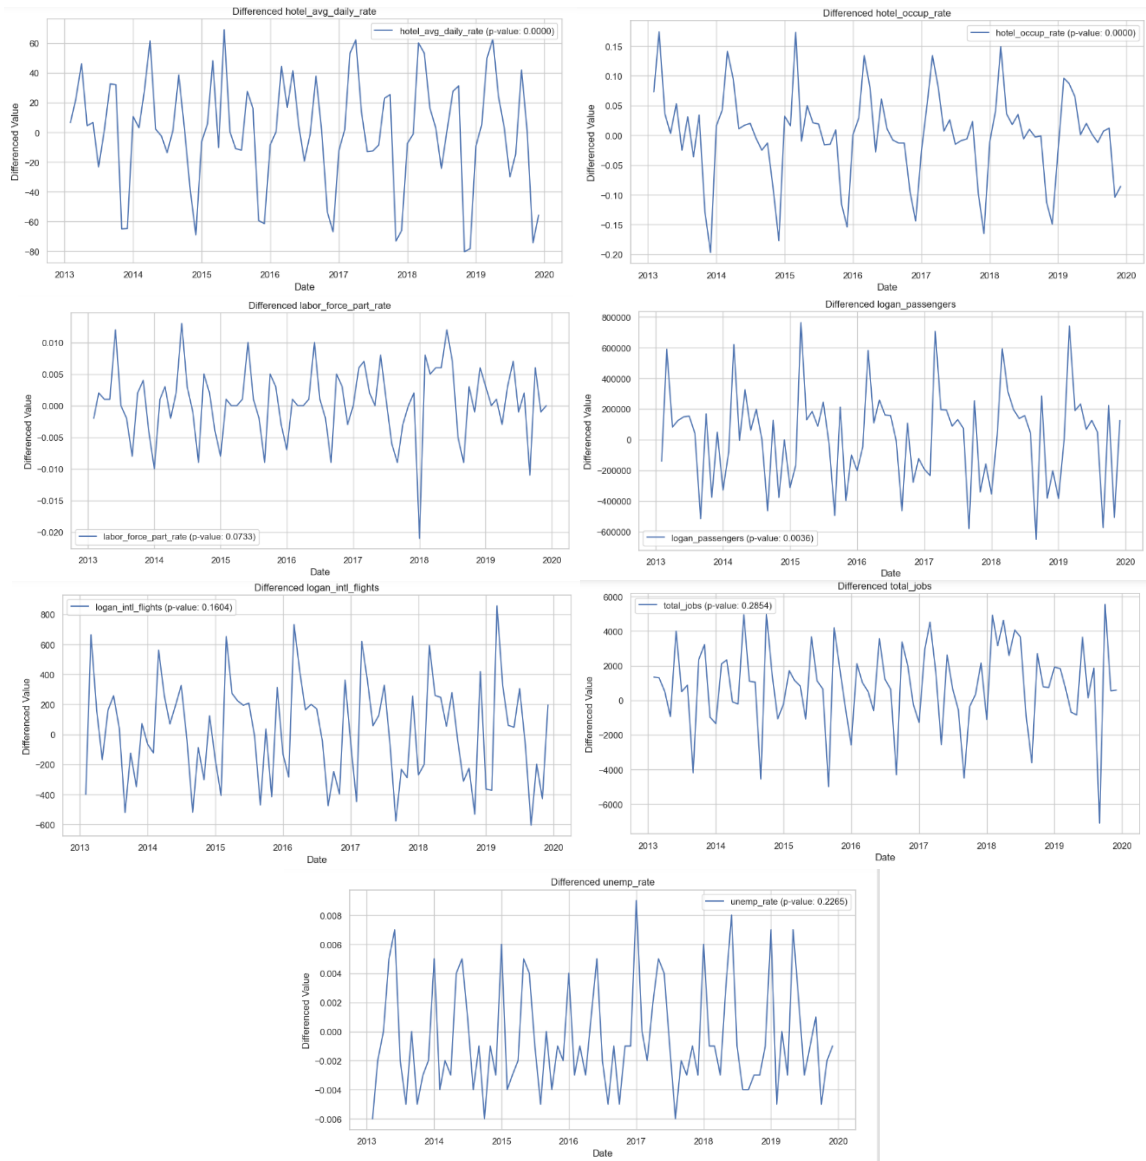 Differenced hotel_avg_daily_rate
hotel_avg_daily_rate (p-value: 0.0000)
60
40
20
0
−20
−40
−60
−80
Differenced Value
2013 2014 2015 2016 2017 2018 2019 2020
Date
Differenced hotel_occup_rate
hotel_occup_rate (p-value: 0.0000)
0.15
0.10
0.05
0.00
−0.05
−0.10
−0.15
−0.20
Differenced Value
2013 2014 2015 2016 2017 2018 2019 2020
Date
Differenced labor_force_part_rate
0.010
0.005
0.000
−0.005
−0.010
−0.015
−0.020
Differenced Value
labor_force_part_rate (p-value: 0.0733)
2013 2014 2015 2016 2017 2018 2019 2020
Date
Differenced logan_passengers
800000
600000
400000
200000
0
−200000
−400000
−600000
Differenced Value
logan_passengers (p-value: 0.0036)
2013 2014 2015 2016 2017 2018 2019 2020
Date
Differenced logan_intl_flights
logan_intl_flights (p-value: 0.1604)
800
600
400
200
0
−200
−400
−600
Differenced Value
2013 2014 2015 2016 2017 2018 2019 2020
Date
Differenced total_jobs
total_jobs (p-value: 0.2854)
6000
4000
2000
0
−2000
−4000
−6000
Differenced Value
2013 2014 2015 2016 2017 2018 2019 2020
Date
Differenced unemp_rate
unemp_rate (p-value: 0.2265)
0.008
0.006
0.004
0.002
0.000
−0.002
−0.004
−0.006
Differenced Value
2013 2014 2015 2016 2017 2018 2019 2020
Date